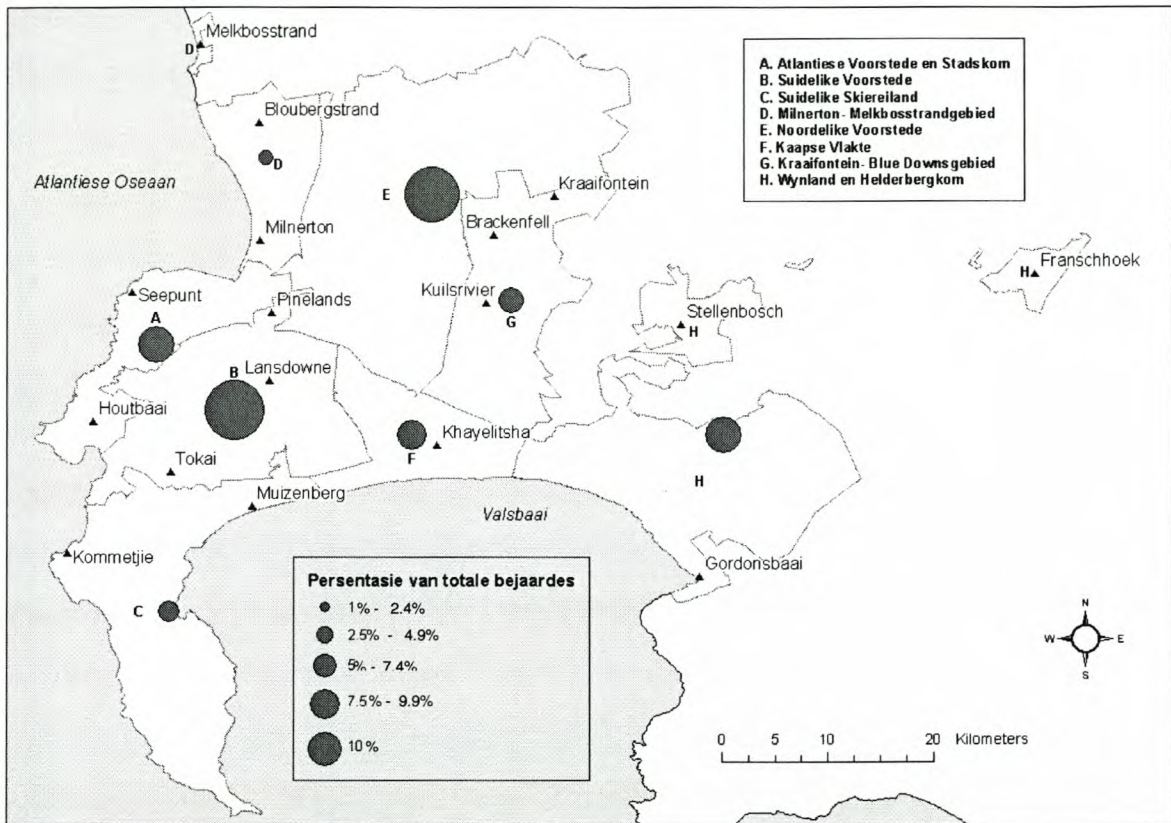 Melkbosstrand
D
Bloubergstrand
D
Atlantiese Oseaan
Milnerton
E
Kraaifontein
Brackenfell
Kuilsrivier
G
Seepunt
A
Pinelands
B
Lansdowne
Houtbaai
Tokai
F
Khayelitsha
Muizenberg
Valsbaai
Kommetjie
C
Stellenbosch
H
Franschhoek
H
H
Gordonsbaai
A. Atlantiese Voorstede en Stadskom
B. Suidelike Voorstede
C. Suidelike Skiereiland
D. Milnerton- Melkbosstrandgebied
E. Noordelike Voorstede
F. Kaapse Vlakte
G. Kraaifontein- Blue Downsgebied
H. Wynland en Helderbergkom
Persentasie van totale bejaardes
1% - 2.4%
2.5% - 4.9%
5% - 7.4%
7.5% - 9.9%
10%
N
W E
S
0 5 10 20 Kilometers